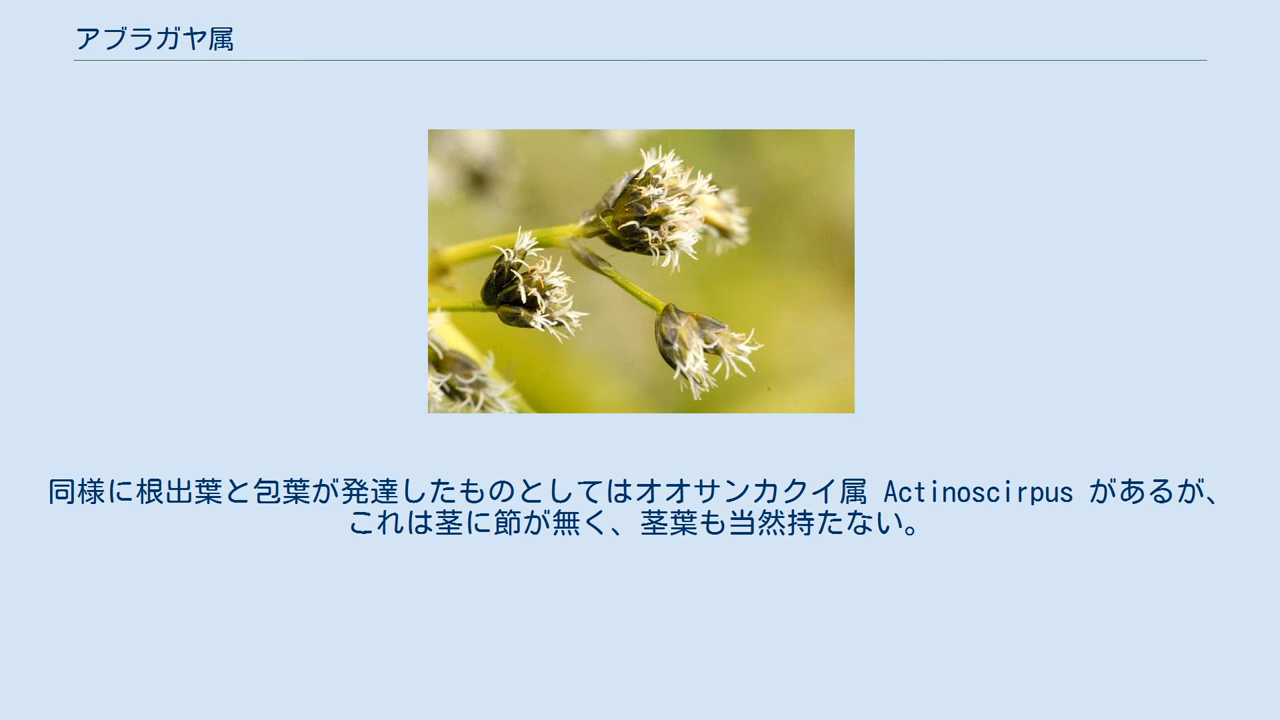 アブラガヤ属
同様に根出葉と包葉が発達したものとしてはオオサンカクイ属 Actinoscirpus があるが、
これは茎に節が無く、茎葉も当然持たない。